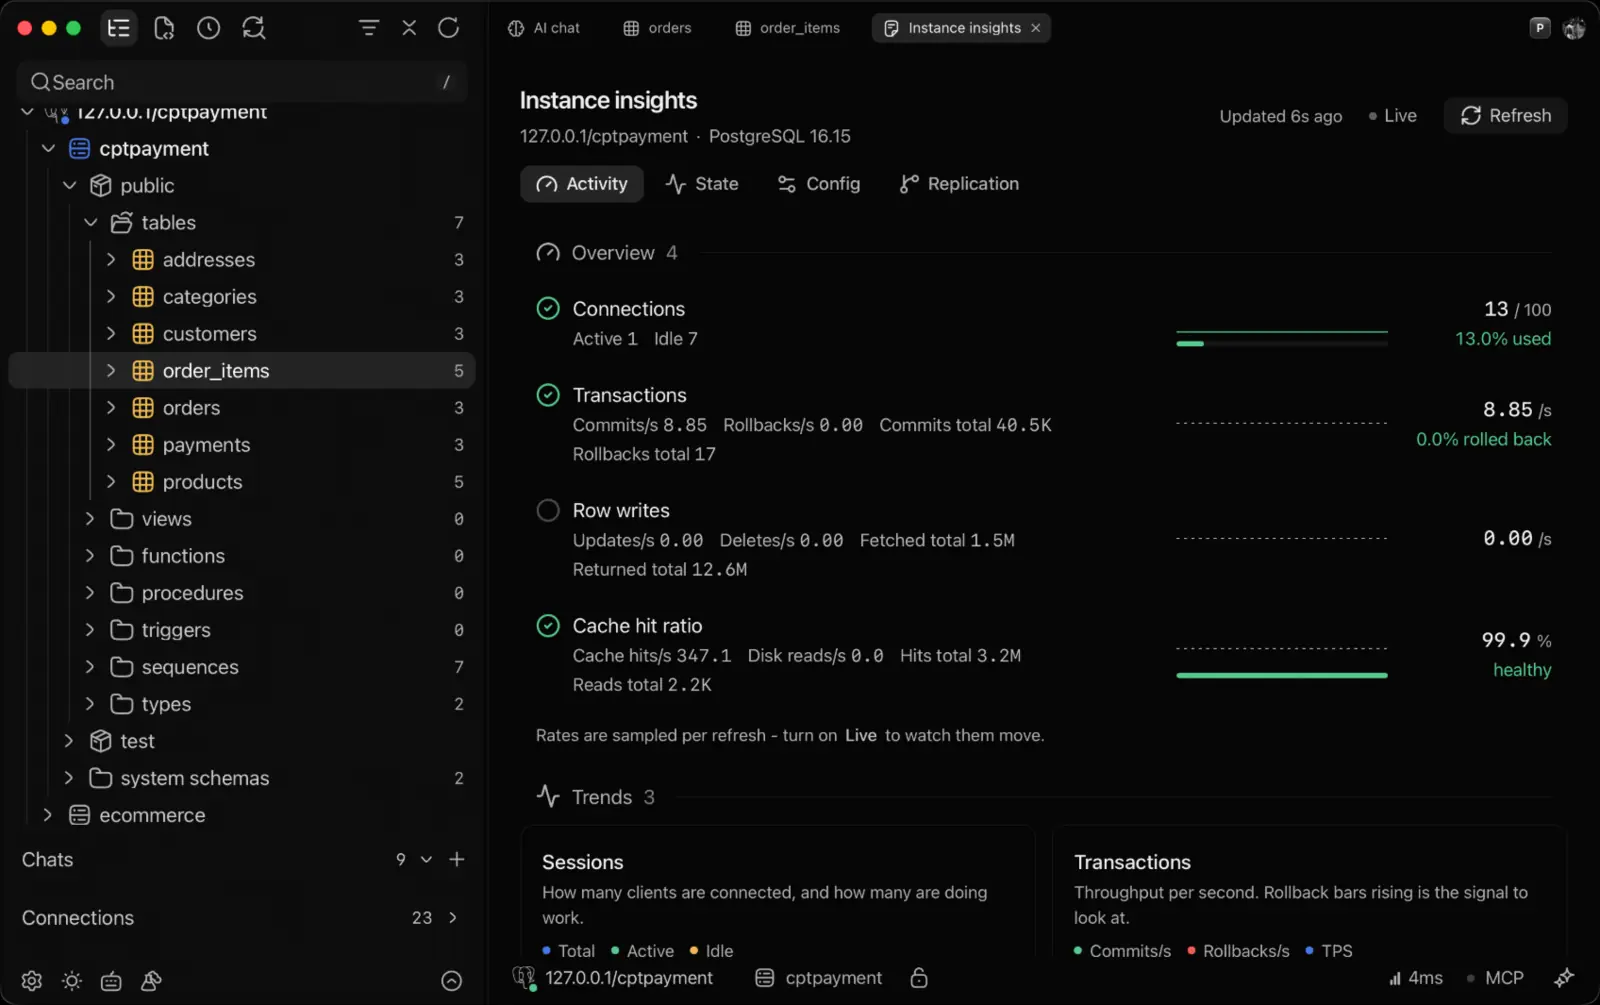 AI chat
orders
order_items
Instance insights
P
Search
/
127.0.0.1/cptpayment
cptpayment
public
tables 7
addresses 3
categories 3
customers 3
order_items 5
orders 3
payments 3
products 5
views 0
functions 0
procedures 0
triggers 0
sequences 7
types 2
test
system schemas 2
ecommerce
Chats 9
Connections 23
Instance insights
127.0.0.1/cptpayment · PostgreSQL 16.15
Updated 6s ago
Live
Refresh
Activity
State
Config
Replication
Overview 4
Connections
Active 1 Idle 7
13 / 100
13.0% used
Transactions
Commits/s 8.85 Rollbacks/s 0.00 Commits total 40.5K
Rollbacks total 17
8.85 /s
0.0% rolled back
Row writes
Updates/s 0.00 Deletes/s 0.00 Fetched total 1.5M
Returned total 12.6M
0.00 /s
Cache hit ratio
Cache hits/s 347.1 Disk reads/s 0.0 Hits total 3.2M
Reads total 2.2K
99.9 %
healthy
Rates are sampled per refresh - turn on Live to watch them move.
Trends 3
Sessions
How many clients are connected, and how many are doing
work.
Total Active Idle
Transactions
Throughput per second. Rollback bars rising is the signal to
look at.
Commits/s Rollbacks/s TPS
127.0.0.1/cptpayment
cptpayment
4ms
MCP